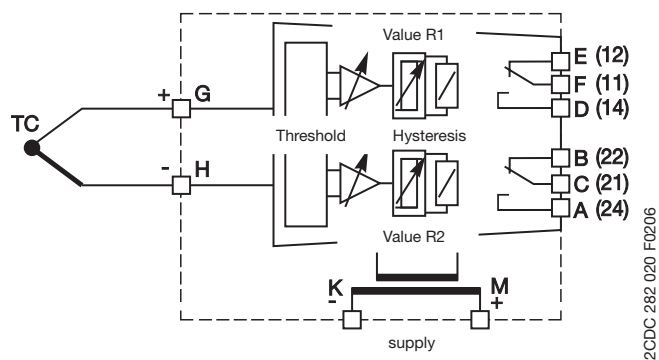 Value R1
E (12)
F (11)
D (14)
+ G
TC
Threshold
Hysteresis
- H
B (22)
C (21)
A (24)
Value R2
K
-
M
+
supply
2CDC 282 020 F0206